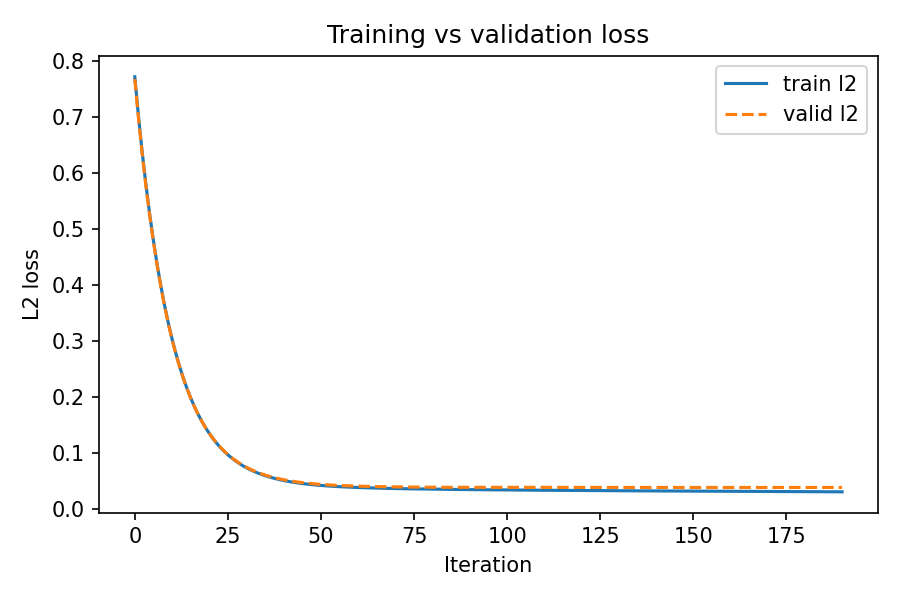 Training vs validation loss
0.8
0.7
0.6
0.5
0.4
0.3
0.2
0.1
0.0
L2 loss
train l2
valid l2
0 25 50 75 100 125 150 175
Iteration